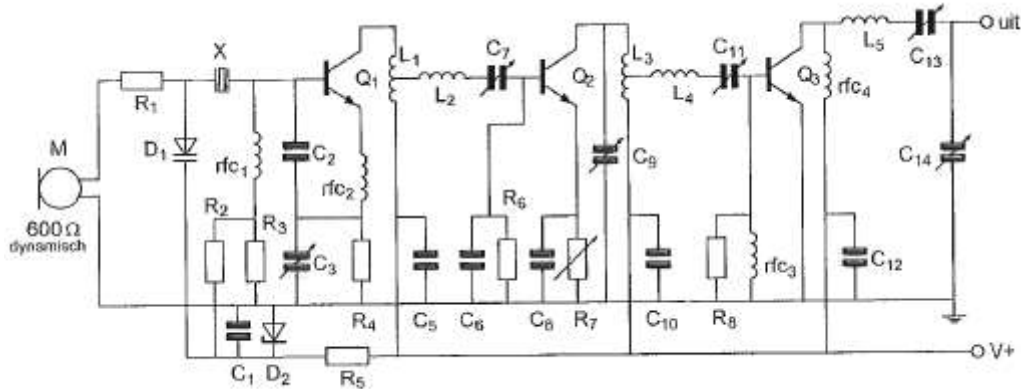 X
R1
D1
M
600Ω
dynamisch
rfc1
R2
R3
C2
C3
Q1
rfc2
R4
L1
L2
C7
R6
C5
C6
C8
R7
Q2
C9
L3
L4
C11
Q3
rfc4
rfc3
C10
R8
C12
L5
C13
C14
uit
C1
D2
R5
V+